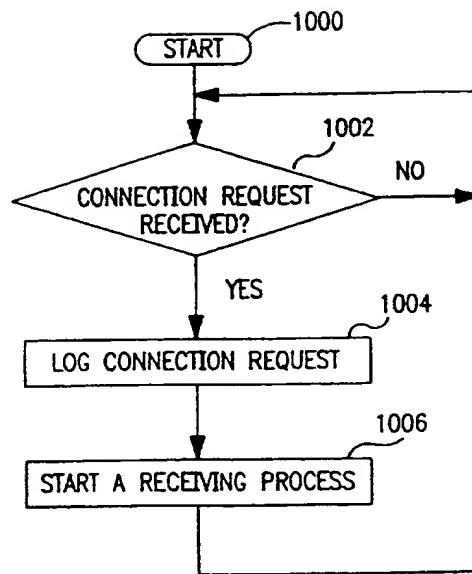 1000
START
1002
CONNECTION REQUEST
RECEIVED?
NO
YES
1004
LOG CONNECTION REQUEST
1006
START A RECEIVING PROCESS